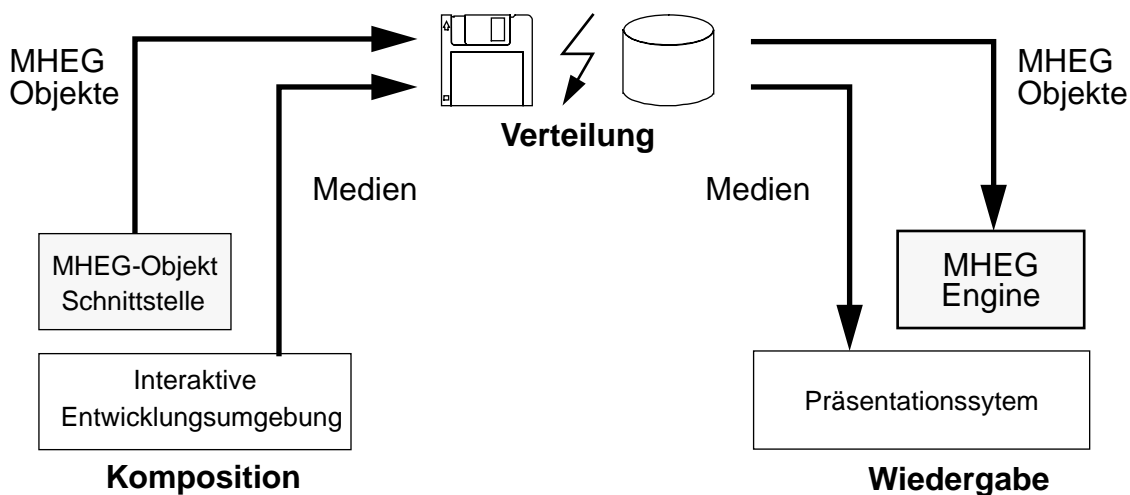 MHEG
Objekte
Verteilung
MHEG
Objekte
Medien
Medien
MHEG-Objekt
Schnittstelle
MHEG
Engine
Interaktive
Entwicklungsumgebung
Präsentationssytem
Komposition
Wiedergabe